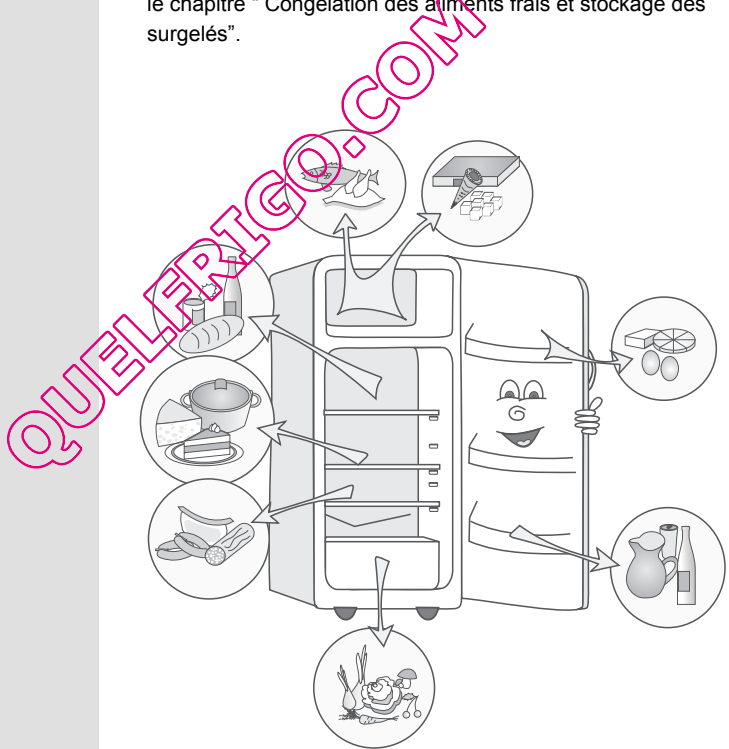 le chapitre “ Congélation des aliments frais et stockage des
surgelés”.
QUELFRIGO.COM